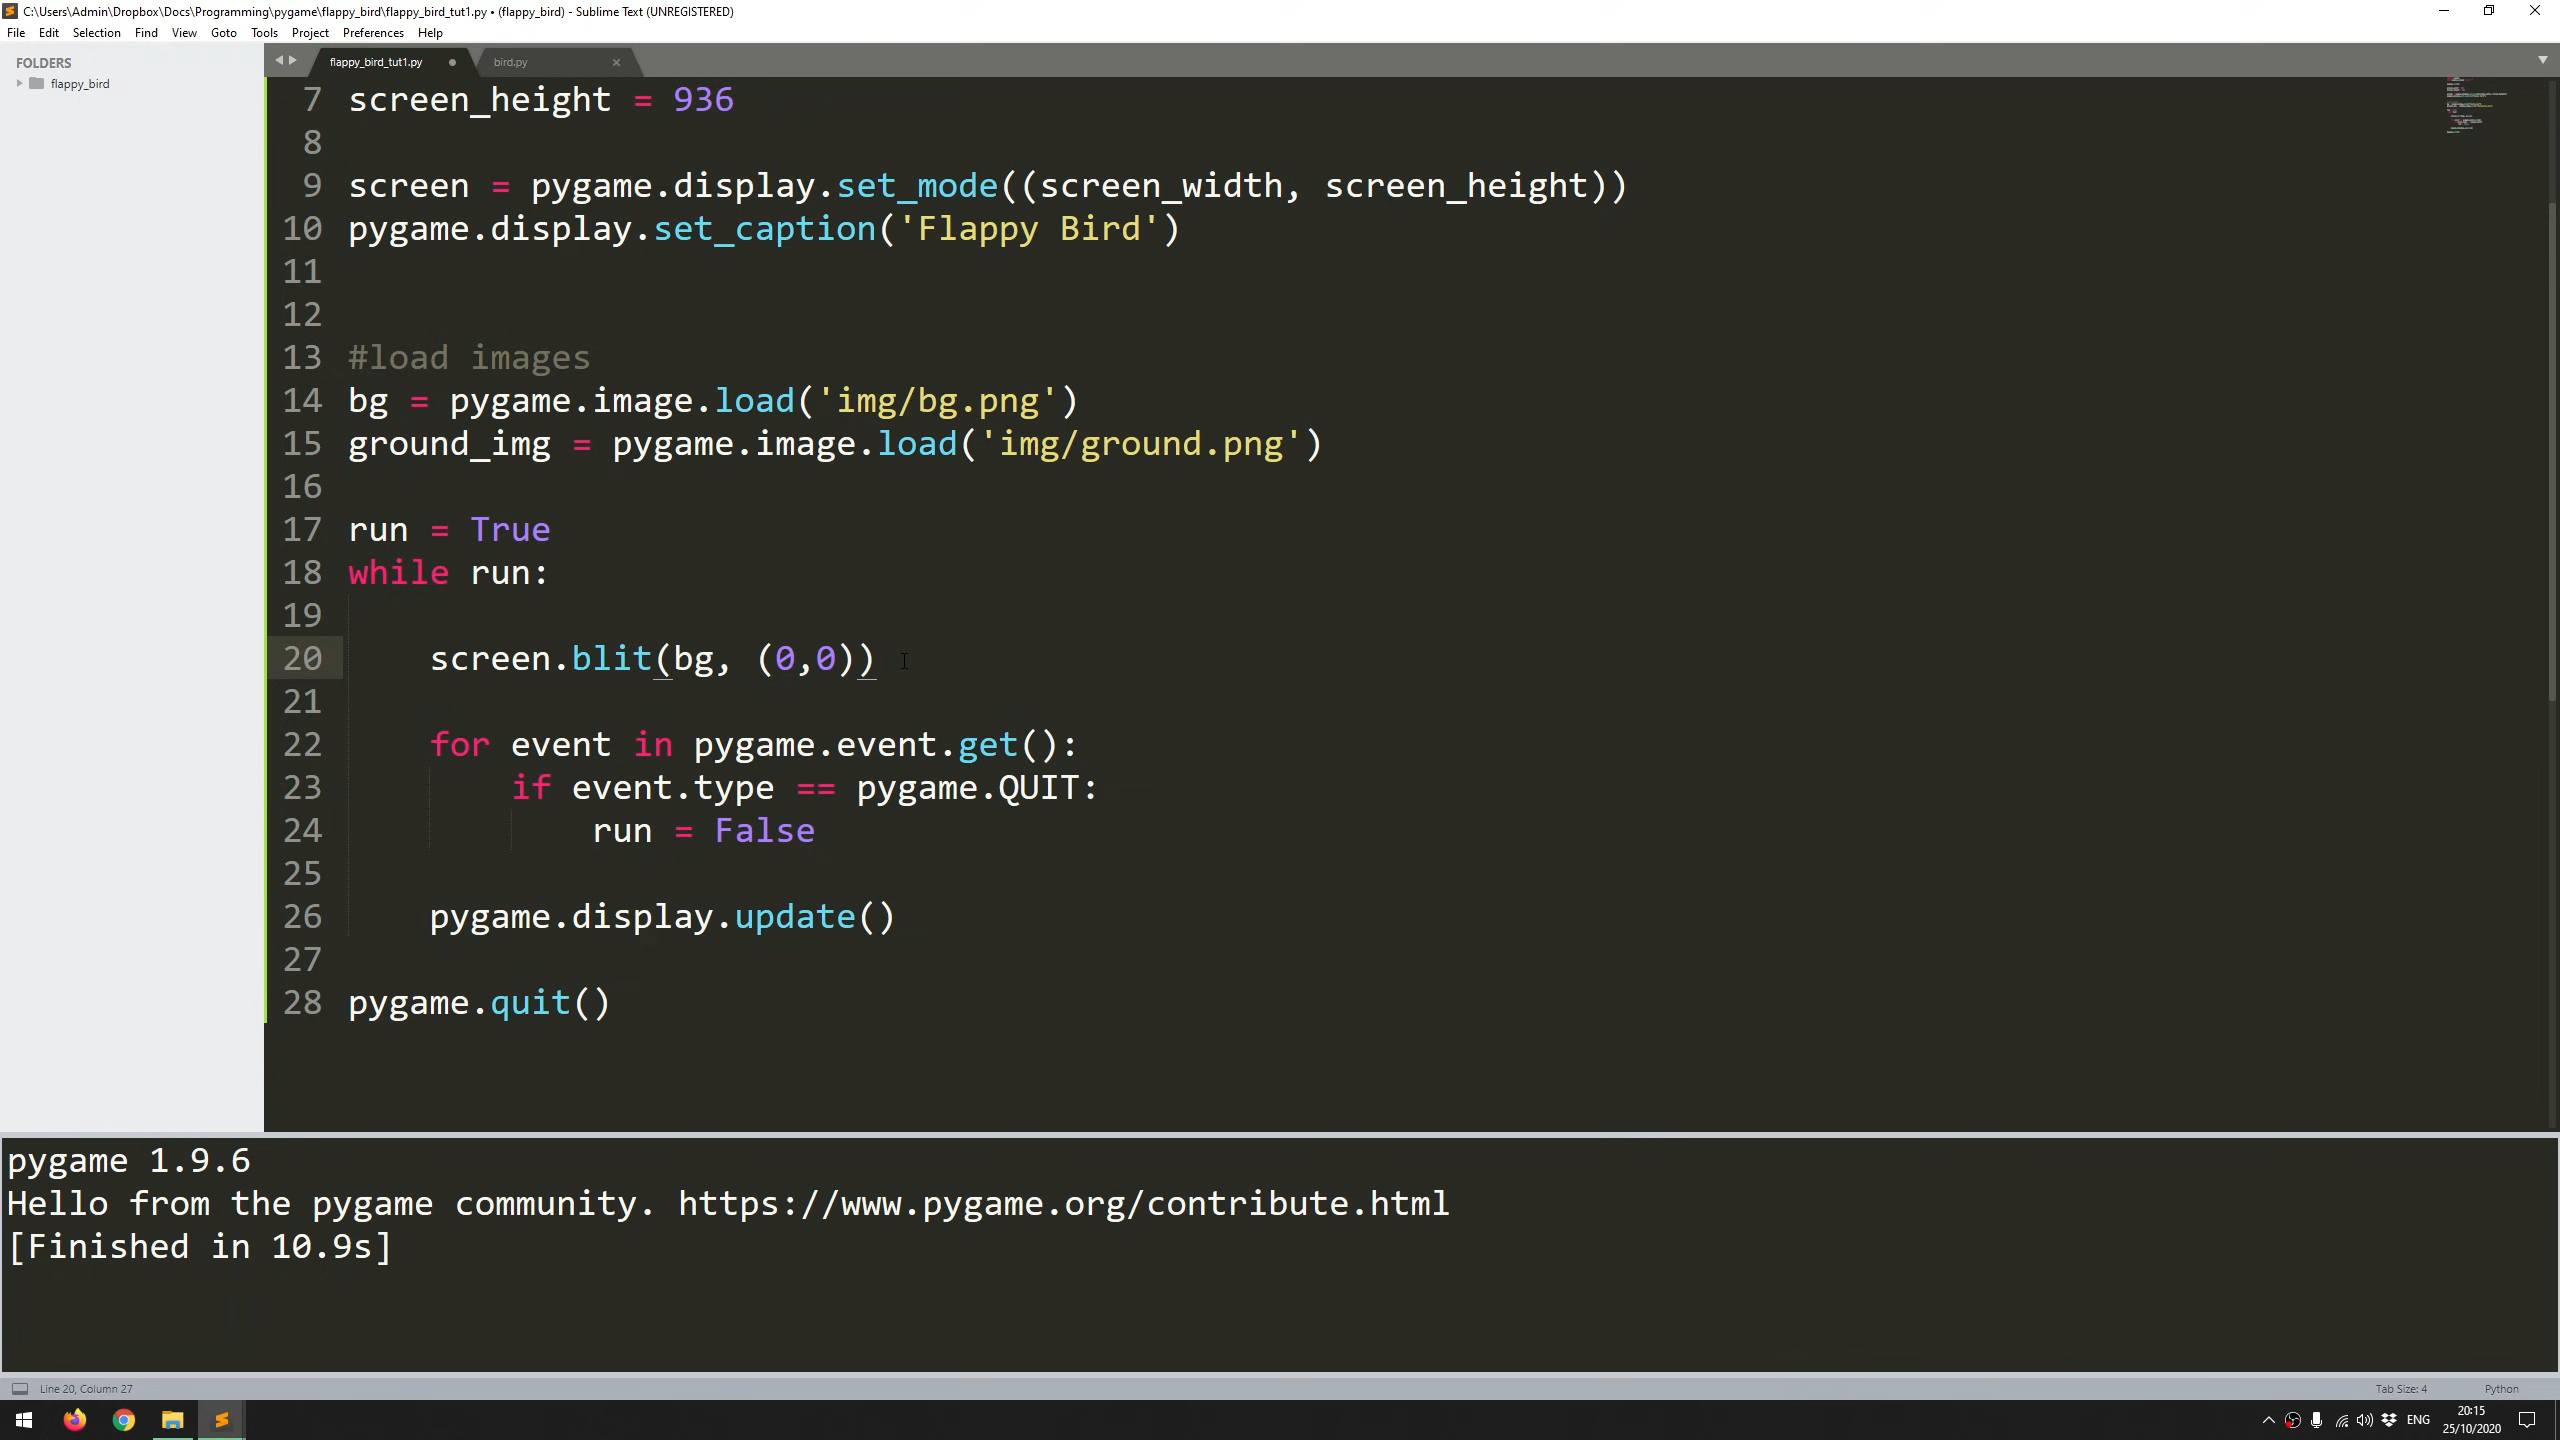 C:\Users\Admin\Dropbox\Docs\Programming\pygame\flappy_bird\flappy_bird_tut1.py • (flappy_bird) - Sublime Text (UNREGISTERED)
File Edit Selection Find View Goto Tools Project Preferences Help
FOLDERS
flappy_bird
flappy_bird_tut1.py
bird.py
7 screen_height = 936
8
9 screen = pygame.display.set_mode((screen_width, screen_height))
10 pygame.display.set_caption('Flappy Bird')
11
12
13 #load images
14 bg = pygame.image.load('img/bg.png')
15 ground_img = pygame.image.load('img/ground.png')
16
17 run = True
18 while run:
19
20     screen.blit(bg, (0,0))
21
22     for event in pygame.event.get():
23         if event.type == pygame.QUIT:
24             run = False
25
26     pygame.display.update()
27
28 pygame.quit()
pygame 1.9.6
Hello from the pygame community. https://www.pygame.org/contribute.html
[Finished in 10.9s]
Line 20, Column 27
Tab Size: 4
Python
ENG
20:15
25/10/2020